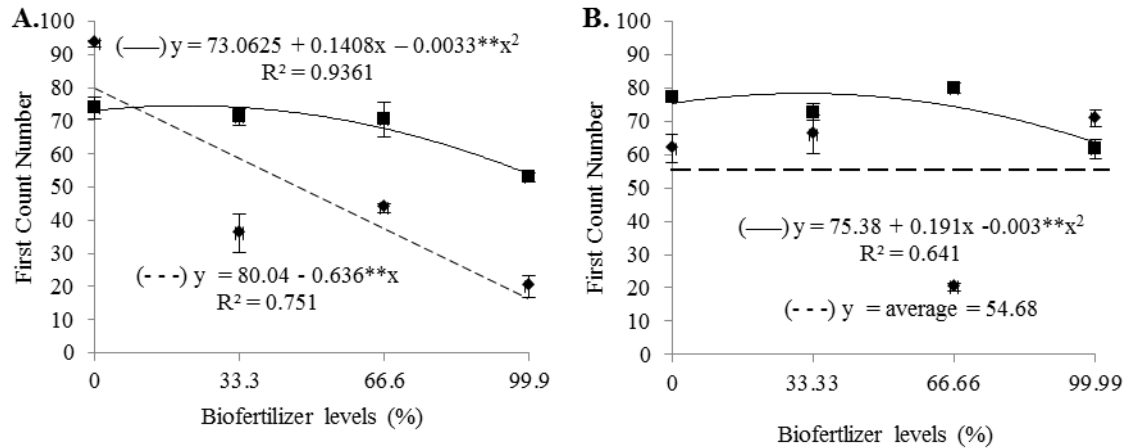 A.
100
90
80
70
60
50
40
30
20
10
0
First Count Number
(——) y = 73.0625 + 0.1408x – 0.0033**x²
R² = 0.9361
(- - -) y = 80.04 - 0.636**x
R² = 0.751
0 33.3 66.6 99.9
Biofertilizer levels (%)
B.
100
90
80
70
60
50
40
30
20
10
0
First Count Number
(——) y = 75.38 + 0.191x -0.003**x²
R² = 0.641
(- - -) y = average = 54.68
0 33.33 66.66 99.99
Biofertlizer levels (%)